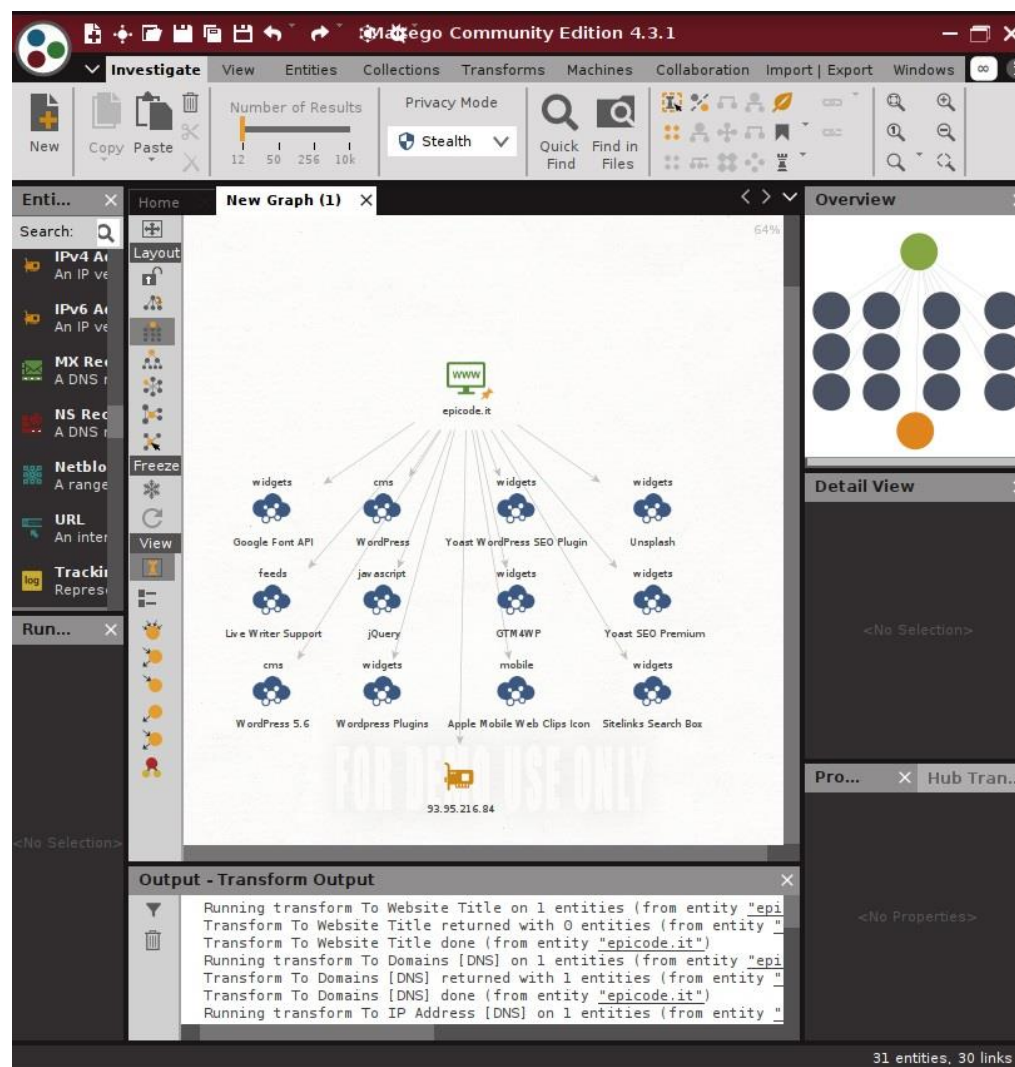 Maltego Community Edition 4.3.1
Investigate View Entities Collections Transforms Machines Collaboration Import | Export Windows
New
Copy
Paste
Number of Results
12 50 256 10k
Privacy Mode
Stealth
Quick Find
Find in Files
Enti...
Search:
IPv4 A
An IP ve
IPv6 A
An IP ve
MX Re
A DNS r
NS Rec
A DNS r
Netblo
A range
URL
An inter
log
Trackin
Repres
Run...
<No Selection>
Home
New Graph (1)
Layout
Freeze
View
64%
www
epicode.it
widgets cms widgets widgets
Google Font API WordPress Yoast WordPress SEO Plugin Unsplash
feeds javascript widgets widgets
Live Writer Support jQuery GTM4WP Yoast SEO Premium
cms widgets mobile widgets
WordPress 5.6 Wordpress Plugins Apple Mobile Web Clips Icon Sitelinks Search Box
FOR DEMO USE ONLY
93.95.216.84
Output - Transform Output
Running transform To Website Title on 1 entities (from entity "epi
Transform To Website Title returned with 0 entities (from entity "
Transform To Website Title done (from entity "epicode.it")
Running transform To Domains [DNS] on 1 entities (from entity "epi
Transform To Domains [DNS] returned with 1 entities (from entity "
Transform To Domains [DNS] done (from entity "epicode.it")
Running transform To IP Address [DNS] on 1 entities (from entity "
Overview
Detail View
<No Selection>
Pro...
Hub Tran..
<No Properties>
31 entities, 30 links